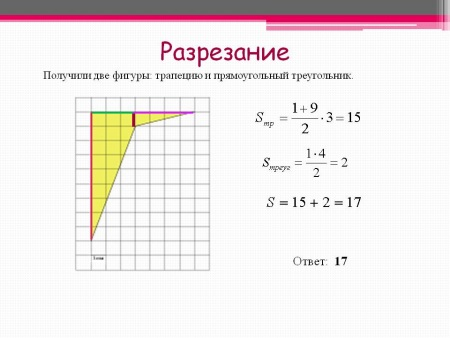 Разрезание
Получили две фигуры: трапецию и прямоугольный треугольник.
S_тр = (1+9)/2 · 3 = 15
S_треуг = (1·4)/2 = 2
S = 15 + 2 = 17
Ответ: 17